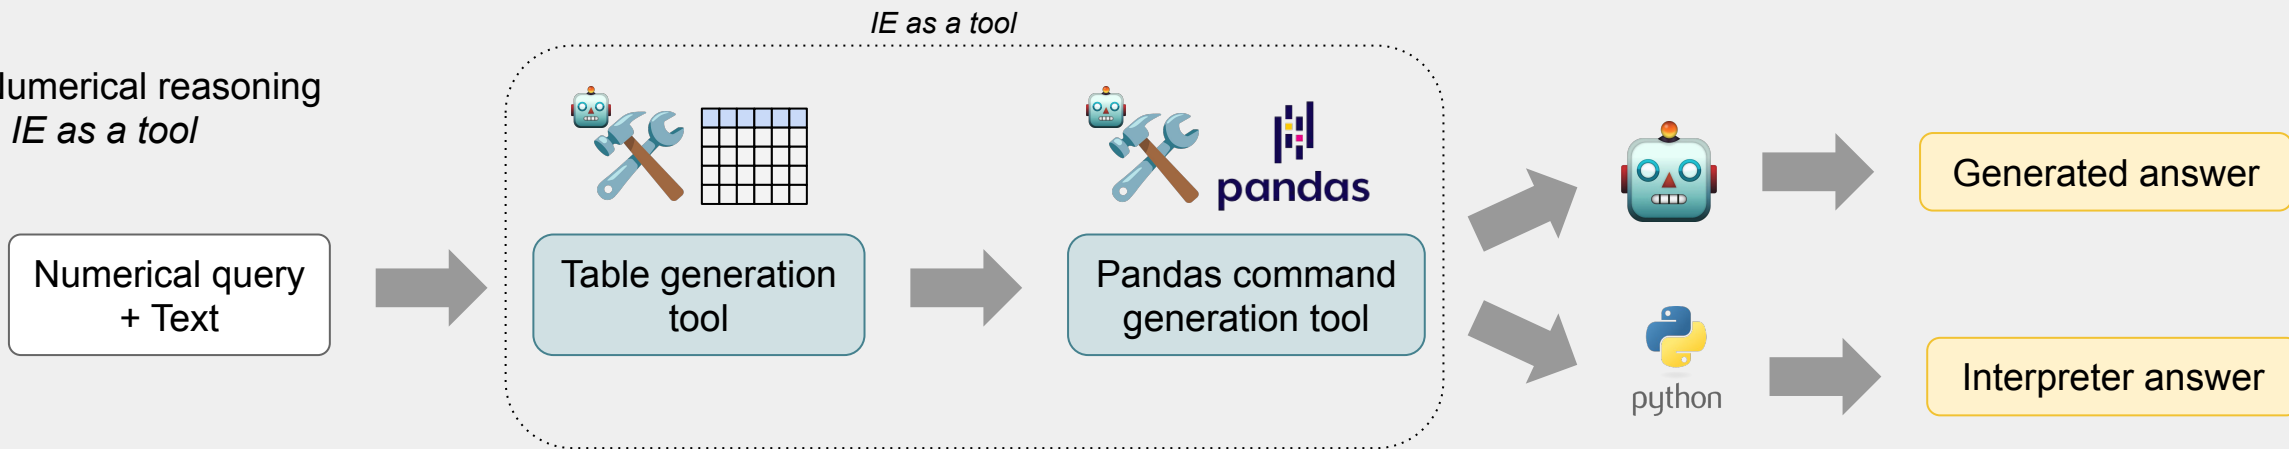 IE as a tool
Numerical reasoning
IE as a tool
pandas
Numerical query
+ Text
Table generation
tool
Pandas command
generation tool
Generated answer
python
Interpreter answer